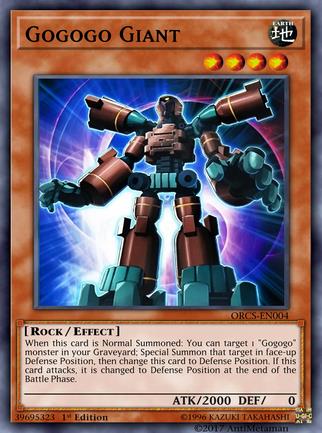 Gogogo Giant
EARTH
地
ORCS-EN004
[Rock / Effect]
When this card is Normal Summoned: You can target 1 "Gogogo"
monster in your Graveyard; Special Summon that target in face-up
Defense Position, then change this card to Defense Position. If this
card attacks, it is changed to Defense Position at the end of the
Battle Phase.
ATK/2000 DEF/ 0
39695323 1st Edition ©1996 KAZUKI TAKAHASHI
©2017 AntiMetaman